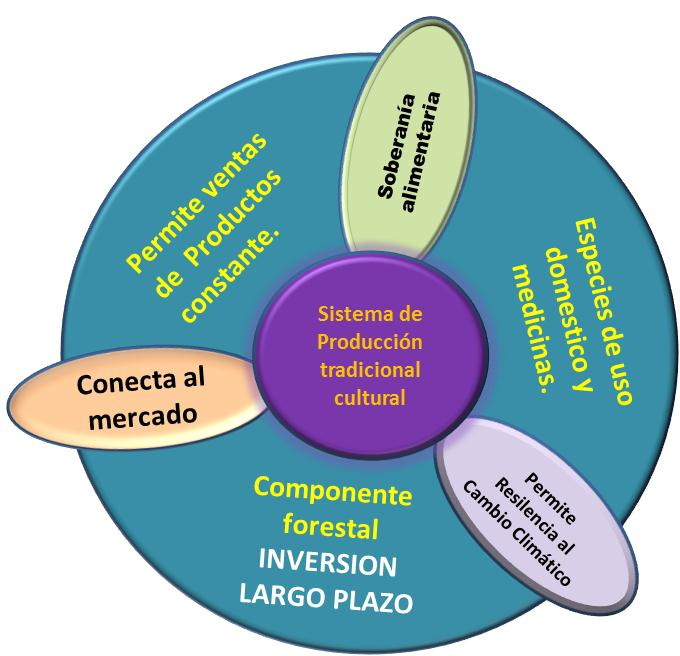 Soberanía
alimentaria
Permite ventas
de Productos
constante.
Especies de uso
domestico y
medicinas.
Sistema de
Producción
tradicional
cultural
Conecta al
mercado
Permite
Resilencia al
Cambio Climático
Componente
forestal
INVERSION
LARGO PLAZO